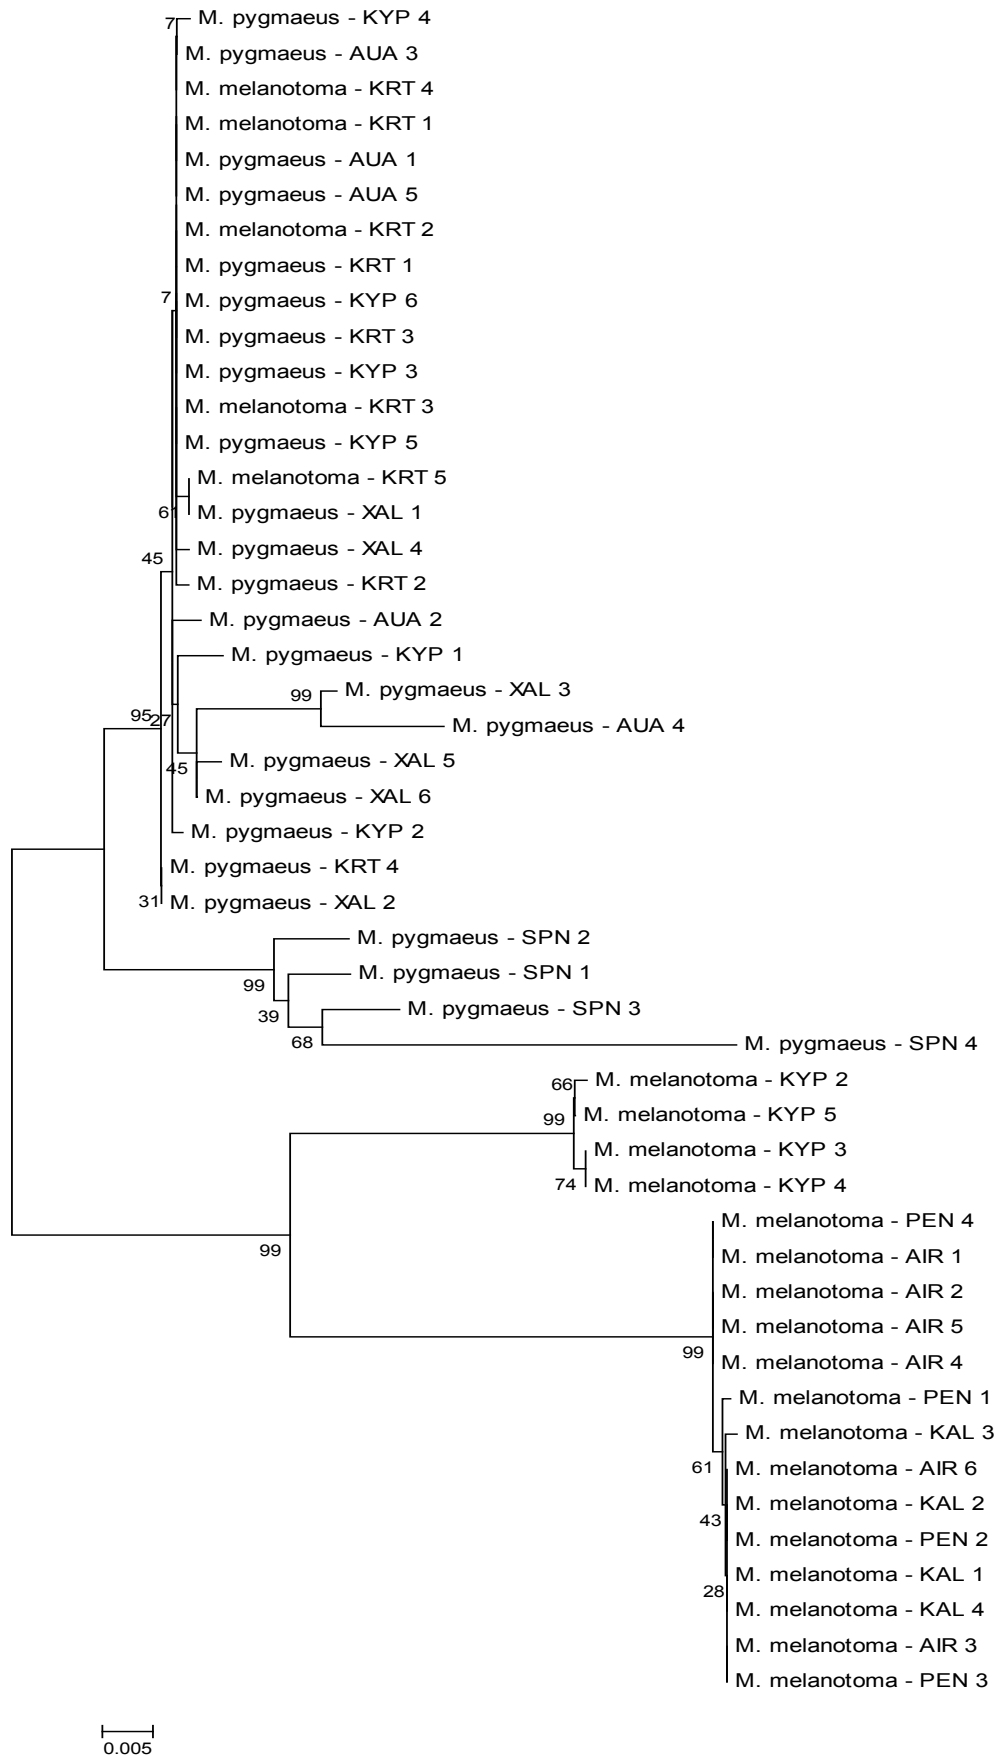 7
M. pygmaeus - KYP 4
M. pygmaeus - AUA 3
M. melanotoma - KRT 4
M. melanotoma - KRT 1
M. pygmaeus - AUA 1
M. pygmaeus - AUA 5
M. melanotoma - KRT 2
M. pygmaeus - KRT 1
7
M. pygmaeus - KYP 6
M. pygmaeus - KRT 3
M. pygmaeus - KYP 3
M. melanotoma - KRT 3
M. pygmaeus - KYP 5
M. melanotoma - KRT 5
61
M. pygmaeus - XAL 1
M. pygmaeus - XAL 4
45
M. pygmaeus - KRT 2
M. pygmaeus - AUA 2
M. pygmaeus - KYP 1
99
M. pygmaeus - XAL 3
95
27
M. pygmaeus - AUA 4
M. pygmaeus - XAL 5
45
M. pygmaeus - XAL 6
M. pygmaeus - KYP 2
M. pygmaeus - KRT 4
31
M. pygmaeus - XAL 2
M. pygmaeus - SPN 2
M. pygmaeus - SPN 1
99
M. pygmaeus - SPN 3
39
68
M. pygmaeus - SPN 4
66
M. melanotoma - KYP 2
99
M. melanotoma - KYP 5
M. melanotoma - KYP 3
74
M. melanotoma - KYP 4
M. melanotoma - PEN 4
99
M. melanotoma - AIR 1
M. melanotoma - AIR 2
M. melanotoma - AIR 5
99
M. melanotoma - AIR 4
M. melanotoma - PEN 1
M. melanotoma - KAL 3
61
M. melanotoma - AIR 6
M. melanotoma - KAL 2
43
M. melanotoma - PEN 2
M. melanotoma - KAL 1
28
M. melanotoma - KAL 4
M. melanotoma - AIR 3
M. melanotoma - PEN 3
0.005